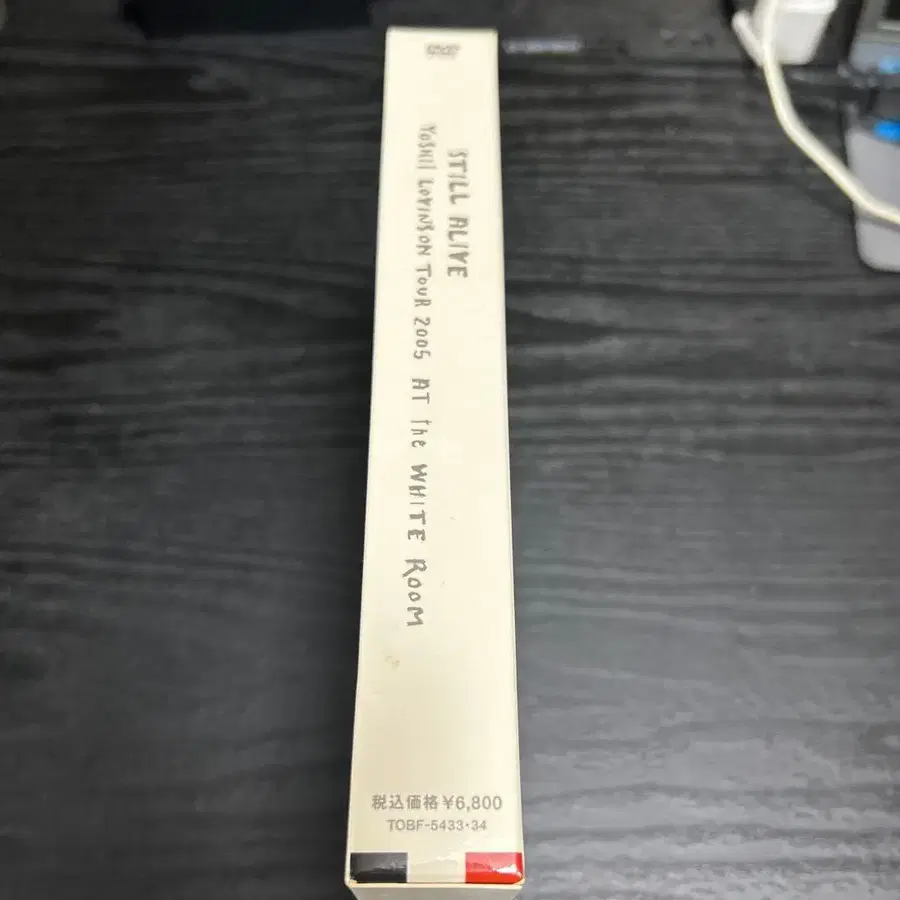 DVD
STILL ALIVE
YOSHII LOVINSON TOUR 2005 AT the WHITE ROOM
税込価格¥6,800
TOBF-5433・34